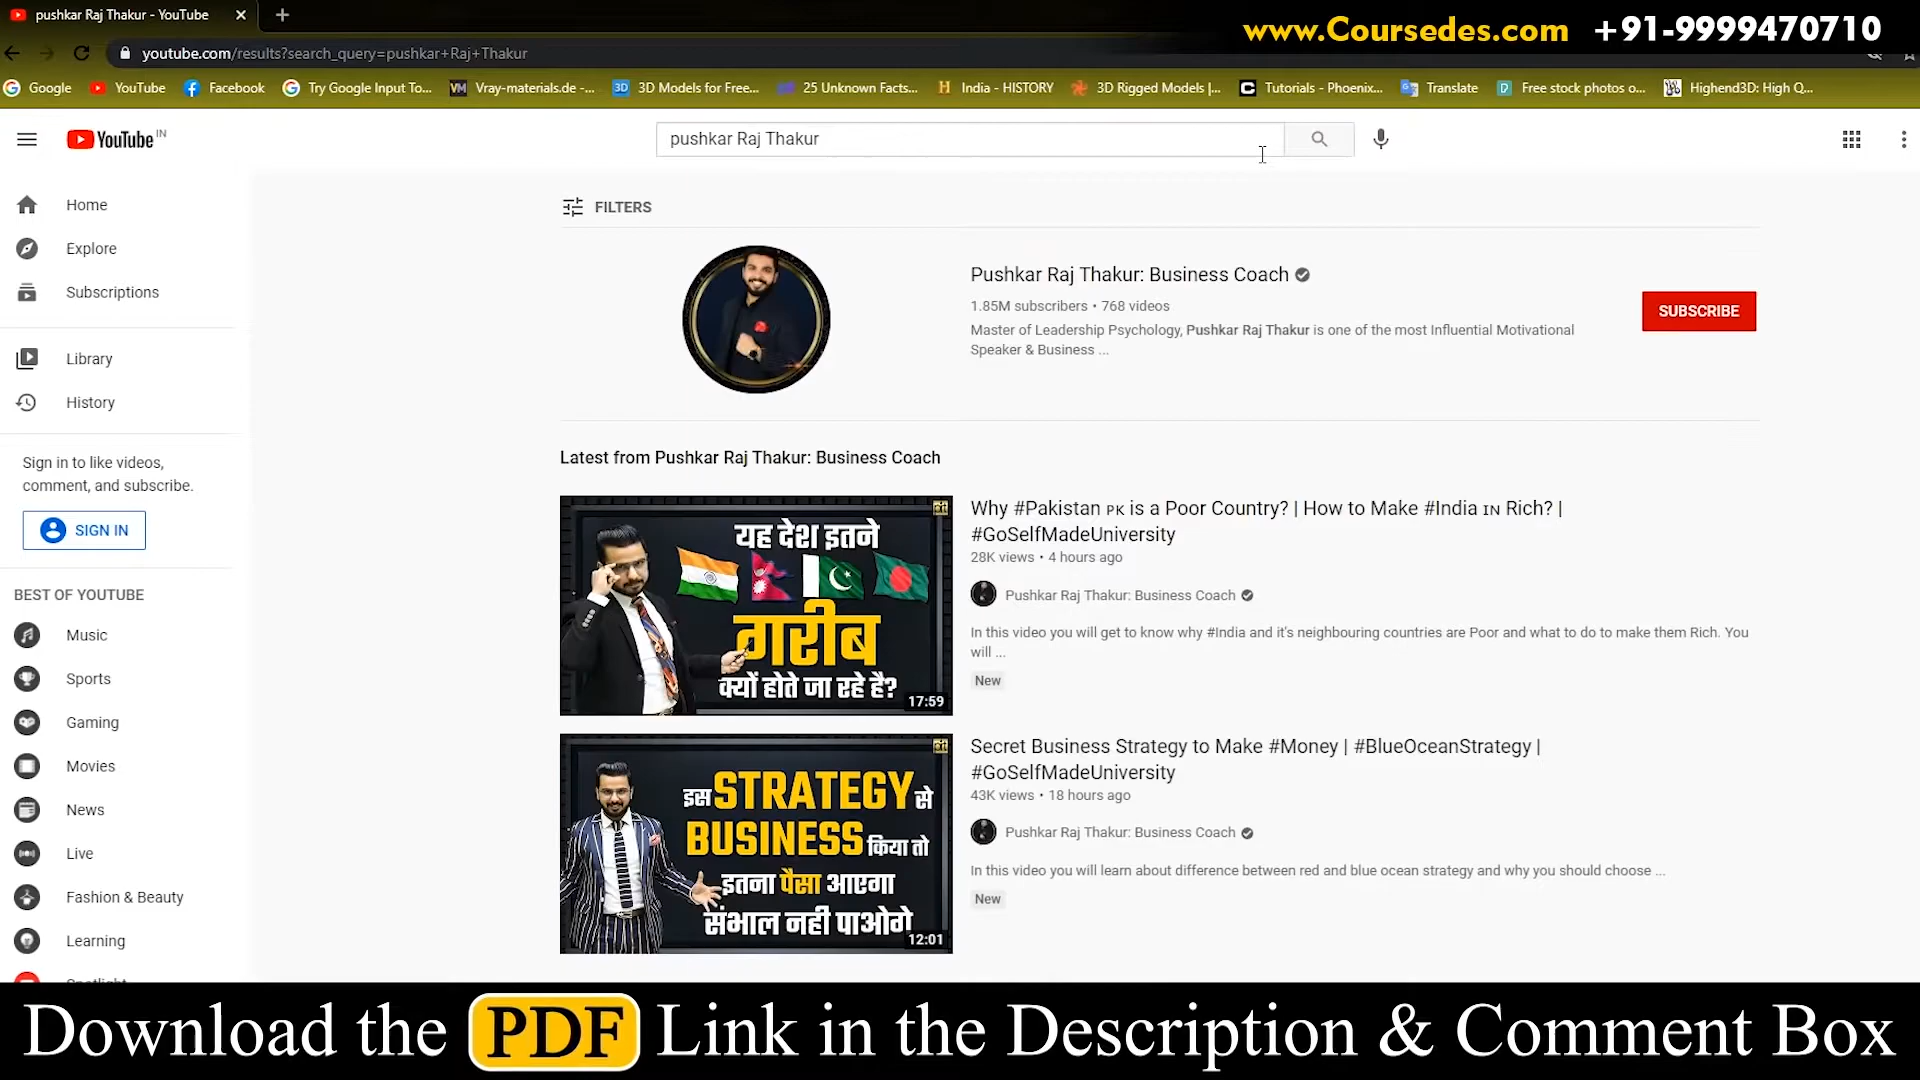 pushkar Raj Thakur - YouTube
www.Coursedes.com +91-9999470710
youtube.com/results?search_query=pushkar+Raj+Thakur
Google YouTube Facebook Try Google Input To... Vray-materials.de -... 3D Models for Free... 25 Unknown Facts... India - HISTORY 3D Rigged Models |... Tutorials - Phoenix... Translate Free stock photos o... Highend3D: High Q...
YouTube IN
pushkar Raj Thakur
Home
Explore
Subscriptions
Library
History
Sign in to like videos,
comment, and subscribe.
SIGN IN
BEST OF YOUTUBE
Music
Sports
Gaming
Movies
News
Live
Fashion & Beauty
Learning
Spotlight
FILTERS
Pushkar Raj Thakur: Business Coach
1.85M subscribers • 768 videos
Master of Leadership Psychology, Pushkar Raj Thakur is one of the most Influential Motivational
Speaker & Business ...
SUBSCRIBE
Latest from Pushkar Raj Thakur: Business Coach
यह देश इतने
गरीब
क्यों होते जा रहे है?
17:59
Why #Pakistan PK is a Poor Country? | How to Make #India IN Rich? |
#GoSelfMadeUniversity
28K views • 4 hours ago
Pushkar Raj Thakur: Business Coach
In this video you will get to know why #India and it's neighbouring countries are Poor and what to do to make them Rich. You
will ...
New
इस STRATEGY से
BUSINESS किया तो
इतना पैसा आएगा
संभाल नही पाओगे
12:01
Secret Business Strategy to Make #Money | #BlueOceanStrategy |
#GoSelfMadeUniversity
43K views • 18 hours ago
Pushkar Raj Thakur: Business Coach
In this video you will learn about difference between red and blue ocean strategy and why you should choose ...
New
Download the PDF Link in the Description & Comment Box